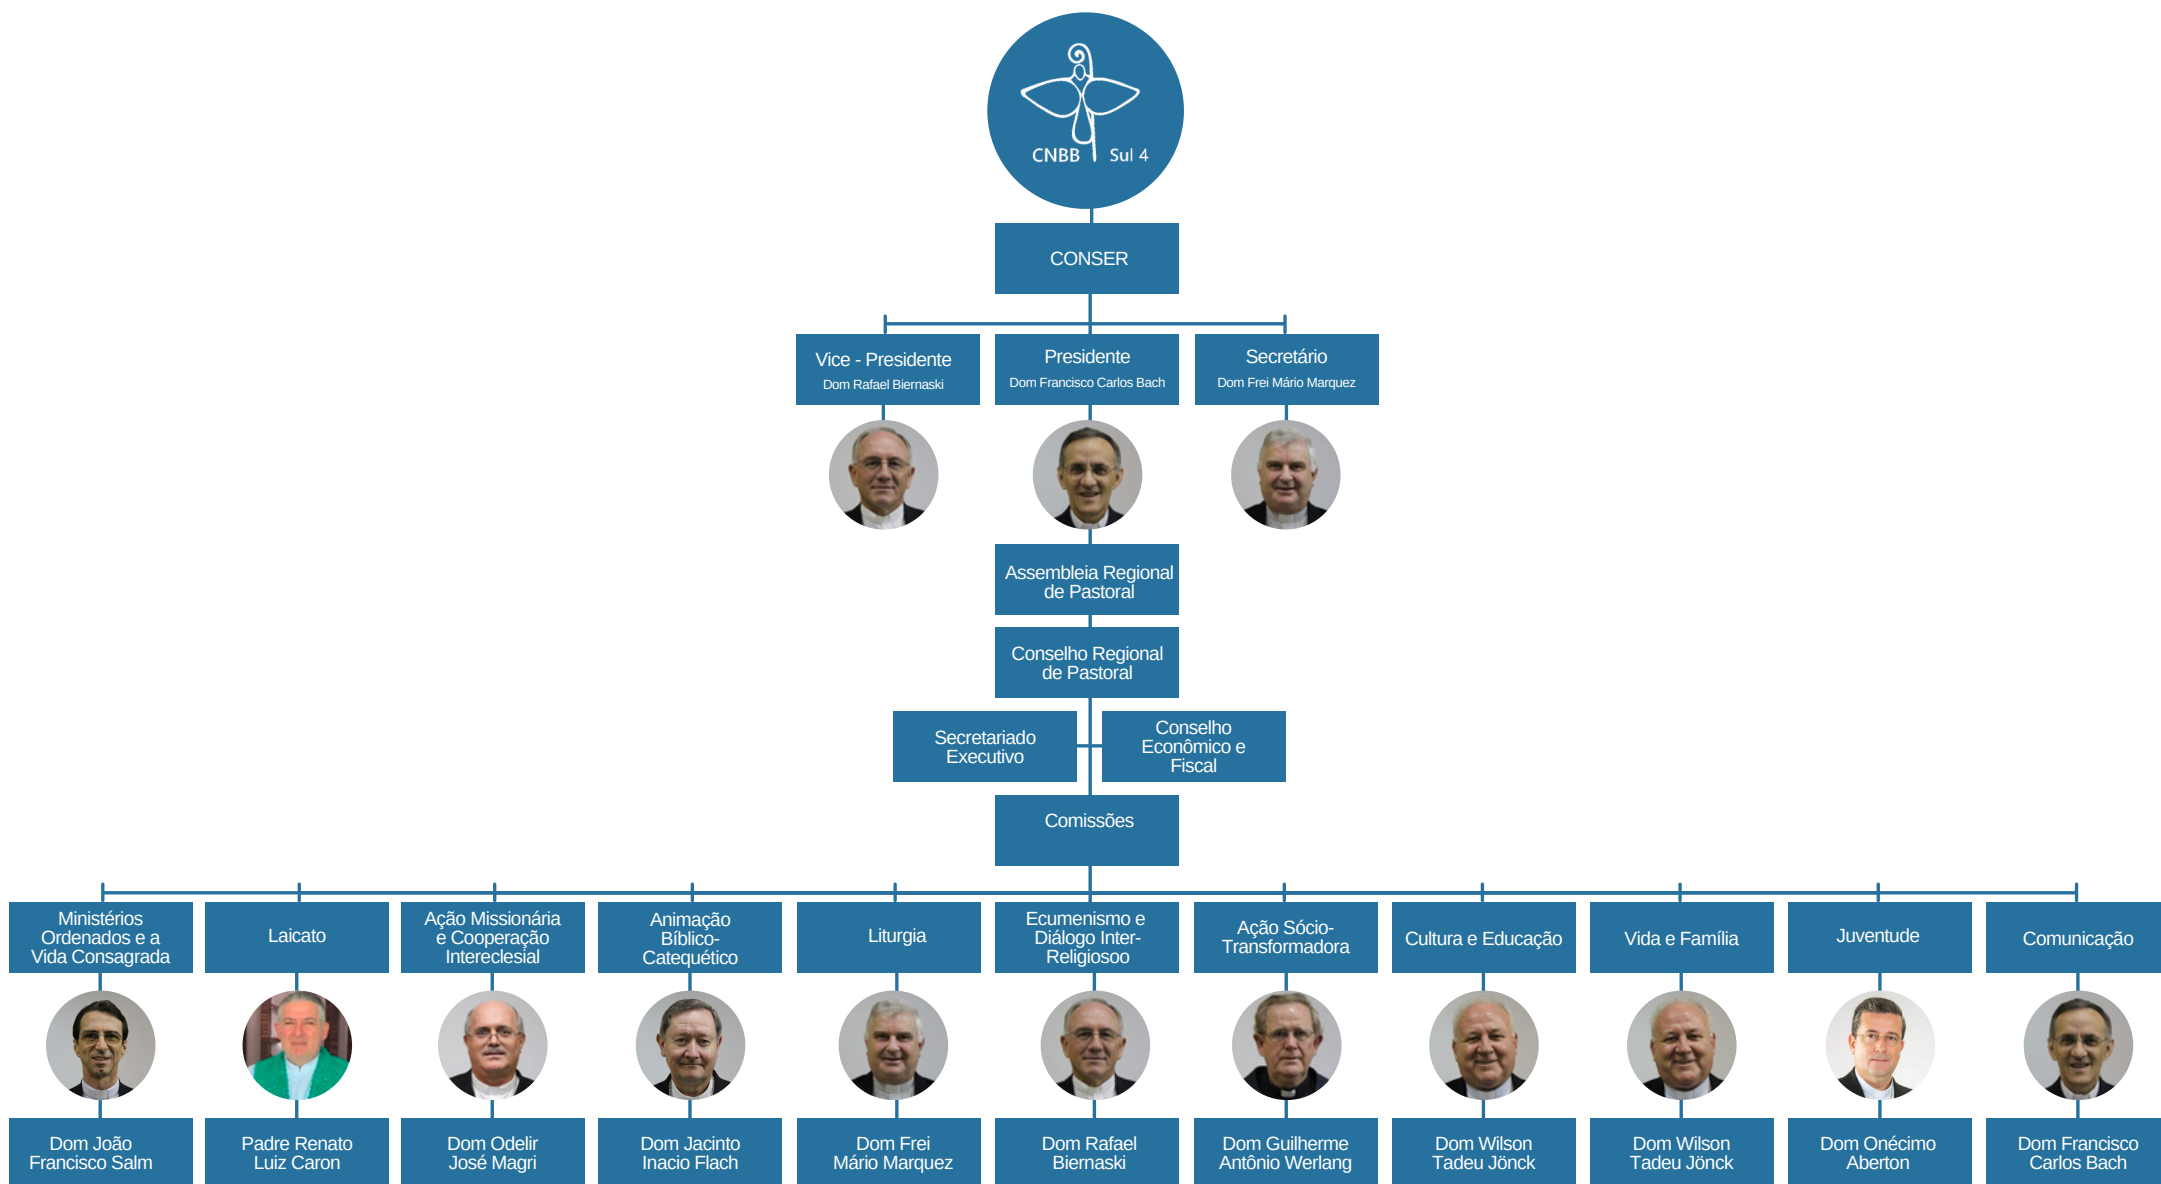 CNBB Sul 4
CONSER
Vice - Presidente
Dom Rafael Biernaski
Presidente
Dom Francisco Carlos Bach
Secretário
Dom Frei Mário Marquez
Assembleia Regional
de Pastoral
Conselho Regional
de Pastoral
Secretariado
Executivo
Conselho
Econômico e
Fiscal
Comissões
Ministérios
Ordenados e a
Vida Consagrada
Laicato
Ação Missionária
e Cooperação
Intereclesial
Animação
Bíblico-
Catequético
Liturgia
Ecumenismo e
Diálogo Inter-
Religiosoo
Ação Sócio-
Transformadora
Cultura e Educação
Vida e Família
Juventude
Comunicação
Dom João
Francisco Salm
Padre Renato
Luiz Caron
Dom Odelir
José Magri
Dom Jacinto
Inacio Flach
Dom Frei
Mário Marquez
Dom Rafael
Biernaski
Dom Guilherme
Antônio Werlang
Dom Wilson
Tadeu Jönck
Dom Wilson
Tadeu Jönck
Dom Onécimo
Aberton
Dom Francisco
Carlos Bach